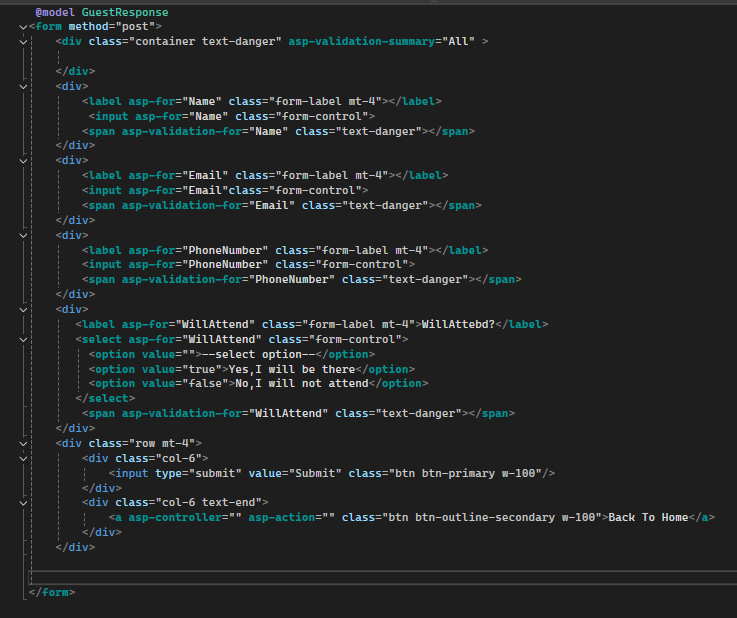 @model GuestResponse
<form method="post">
<div class="container text-danger" asp-validation-summary="All" >
</div>
<div>
<label asp-for="Name" class="form-label mt-4"></label>
<input asp-for="Name" class="form-control">
<span asp-validation-for="Name" class="text-danger"></span>
</div>
<div>
<label asp-for="Email" class="form-label mt-4"></label>
<input asp-for="Email"class="form-control">
<span asp-validation-for="Email" class="text-danger"></span>
</div>
<div>
<label asp-for="PhoneNumber" class="form-label mt-4"></label>
<input asp-for="PhoneNumber" class="form-control">
<span asp-validation-for="PhoneNumber" class="text-danger"></span>
</div>
<div>
<label asp-for="WillAttend" class="form-label mt-4">WillAttebd?</label>
<select asp-for="WillAttend" class="form-control">
<option value="">--select option--</option>
<option value="true">Yes,I will be there</option>
<option value="false">No,I will not attend</option>
</select>
<span asp-validation-for="WillAttend" class="text-danger"></span>
</div>
<div class="row mt-4">
<div class="col-6">
<input type="submit" value="Submit" class="btn btn-primary w-100"/>
</div>
<div class="col-6 text-end">
<a asp-controller="" asp-action="" class="btn btn-outline-secondary w-100">Back To Home</a>
</div>
</div>
</form>